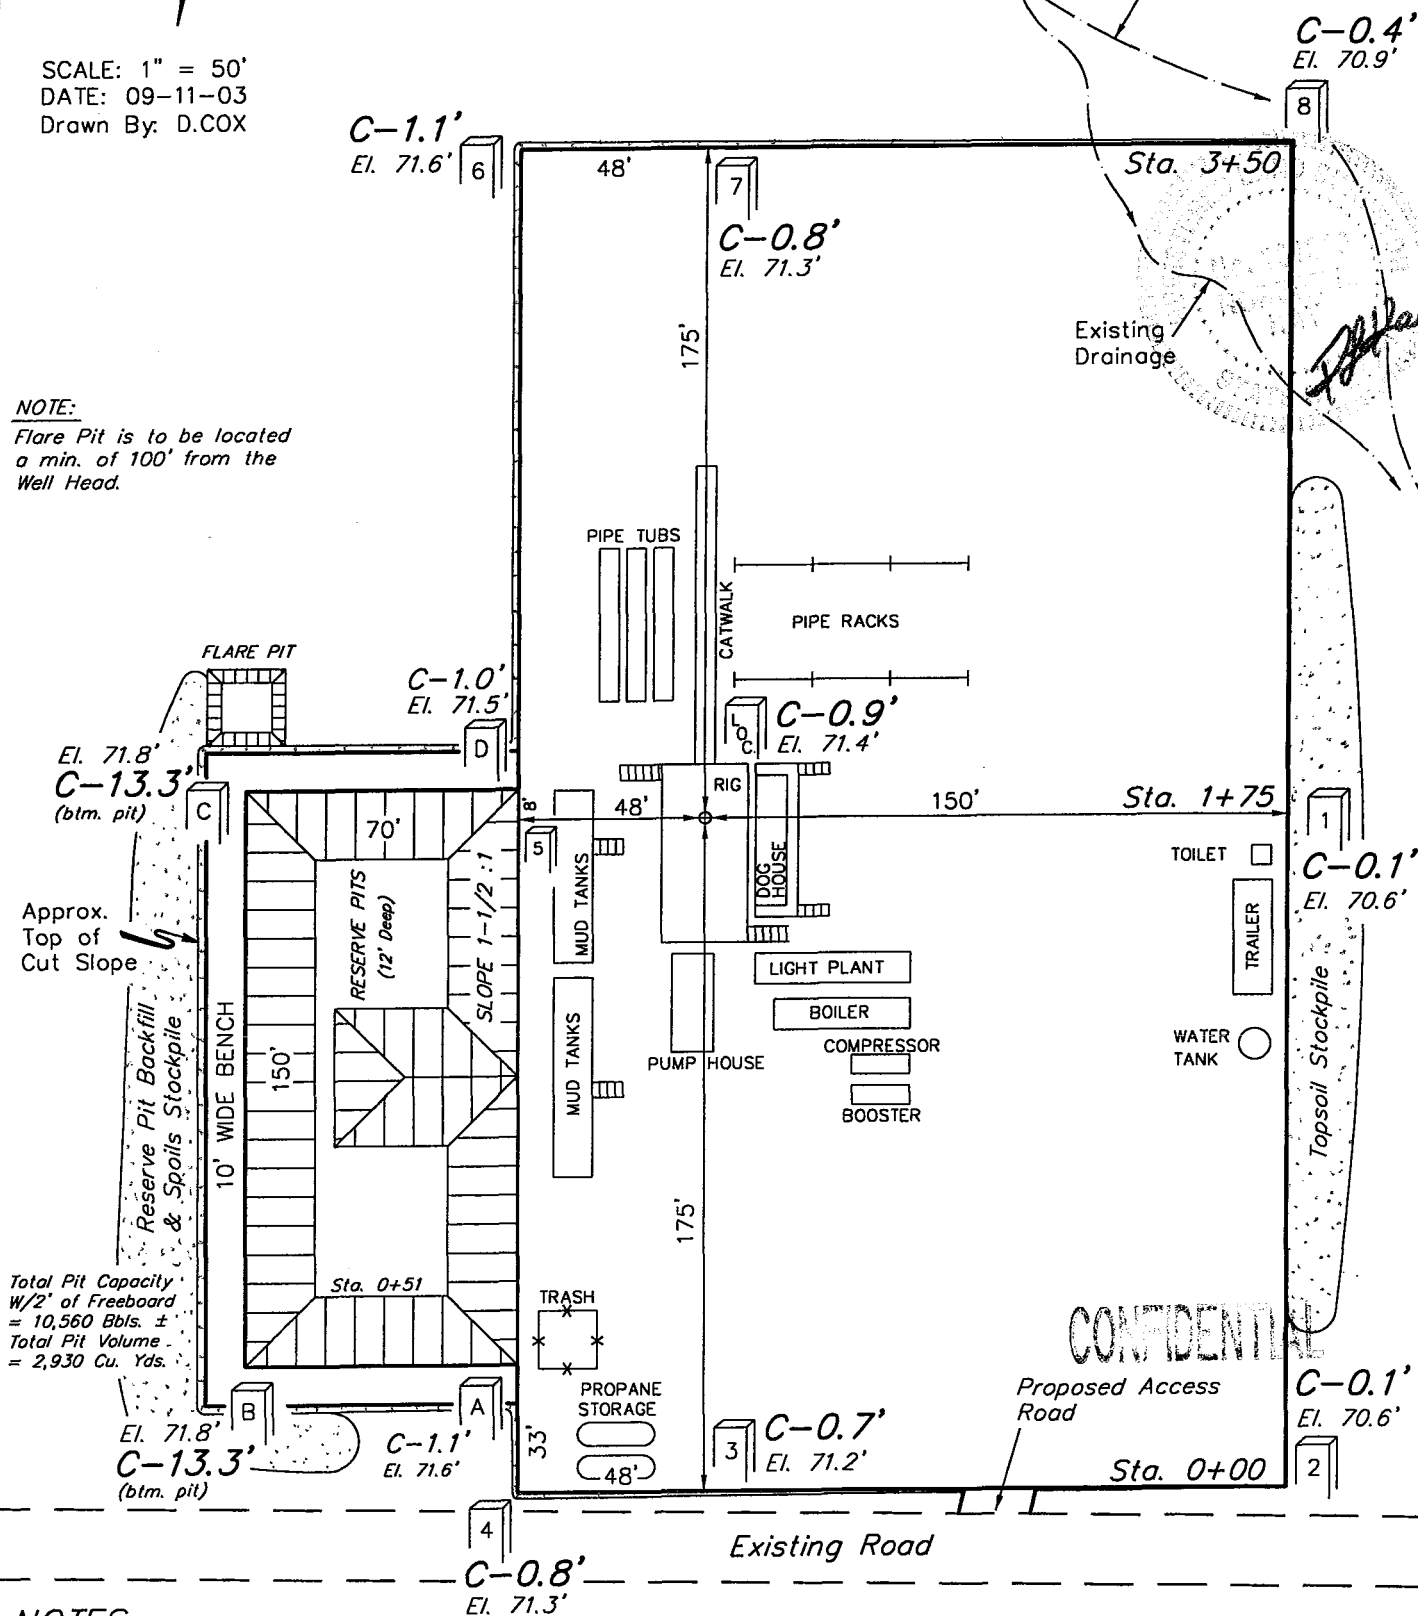 C-0.4'
El. 70.9'
8
SCALE: 1" = 50'
DATE: 09-11-03
Drawn By: D.COX
C-1.1'
El. 71.6'
6
48'
7
Sta. 3+50
C-0.8'
El. 71.3'
175'
Existing
Drainage
NOTE:
Flare Pit is to be located
a min. of 100' from the
Well Head.
PIPE TUBS
CATWALK
PIPE RACKS
FLARE PIT
C-1.0'
El. 71.5'
D
LOC.
C-0.9'
El. 71.4'
El. 71.8'
C-13.3'
(btm. pit)
C
RIG
8'
48'
150'
Sta. 1+75
1
C-0.1'
El. 70.6'
70'
5
MUD TANKS
DOG
HOUSE
TOILET
TRAILER
Approx.
Top of
Cut Slope
RESERVE PITS
(12' Deep)
SLOPE 1-1/2 :1
LIGHT PLANT
BOILER
COMPRESSOR
BOOSTER
PUMP HOUSE
WATER
TANK
MUD TANKS
Topsoil Stockpile
Reserve Pit Backfill
& Spoils Stockpile
10' WIDE BENCH
150'
175'
Total Pit Capacity
W/2' of Freeboard
= 10,560 Bbls. ±
Total Pit Volume
= 2,930 Cu. Yds.
Sta. 0+51
TRASH
CONFIDENTIAL
PROPANE
STORAGE
Proposed Access
Road
C-0.1'
El. 70.6'
2
B
El. 71.8'
C-13.3'
(btm. pit)
A
C-1.1'
El. 71.6'
33'
48'
3
C-0.7'
El. 71.2'
Sta. 0+00
4
C-0.8'
El. 71.3'
Existing Road
NOTES